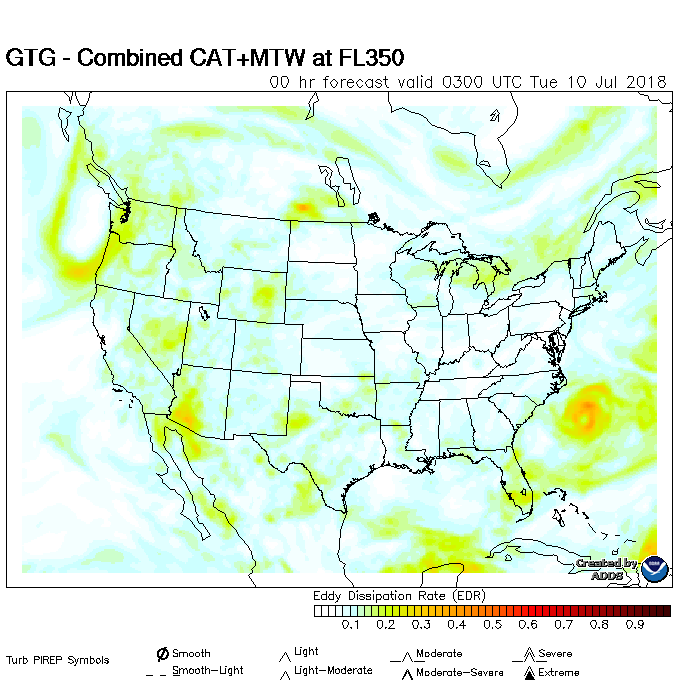 GTG - Combined CAT+MTW at FL350
00 hr forecast valid 0300 UTC Tue 10 Jul 2018
Created by
ADDS
NOAA
Eddy Dissipation Rate (EDR)
0.1 0.2 0.3 0.4 0.5 0.6 0.7 0.8 0.9
Turb PIREP Symbols
Smooth Light Moderate Severe
Smooth-Light Light-Moderate Moderate-Severe Extreme